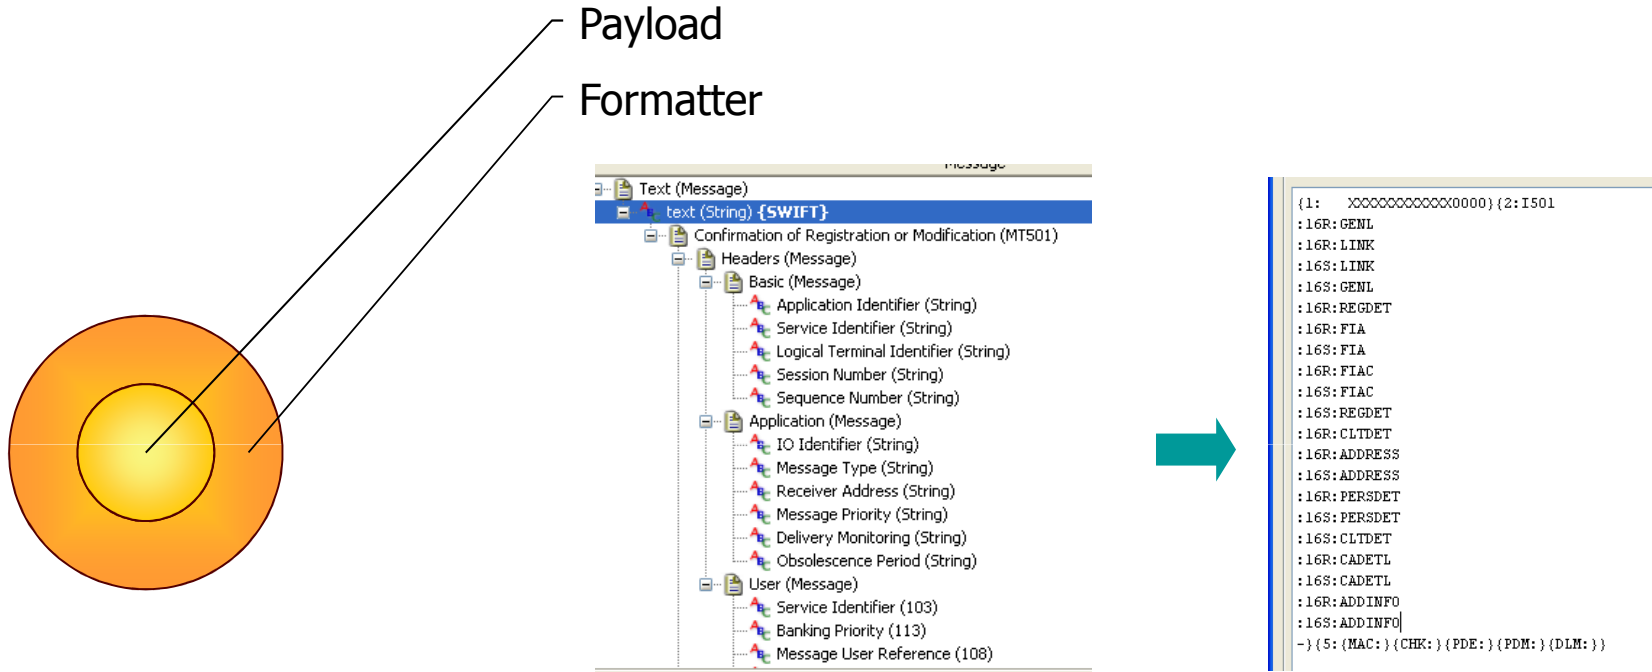 Payload
Formatter
Message
Text (Message)
text (String) {SWIFT}
Confirmation of Registration or Modification (MT501)
Headers (Message)
Basic (Message)
Application Identifier (String)
Service Identifier (String)
Logical Terminal Identifier (String)
Session Number (String)
Sequence Number (String)
Application (Message)
IO Identifier (String)
Message Type (String)
Receiver Address (String)
Message Priority (String)
Delivery Monitoring (String)
Obsolescence Period (String)
User (Message)
Service Identifier (103)
Banking Priority (113)
Message User Reference (108)
{1:   XXXXXXXXXXXX0000}{2:I501
:16R:GENL
:16R:LINK
:16S:LINK
:16S:GENL
:16R:REGDET
:16R:FIA
:16S:FIA
:16R:FIAC
:16S:FIAC
:16S:REGDET
:16R:CLTDET
:16R:ADDRESS
:16S:ADDRESS
:16R:PERSDET
:16S:PERSDET
:16S:CLTDET
:16R:CADETL
:16S:CADETL
:16R:ADDINFO
:16S:ADDINFO
-}{5:{MAC:}{CHK:}{PDE:}{PDM:}{DLM:}}